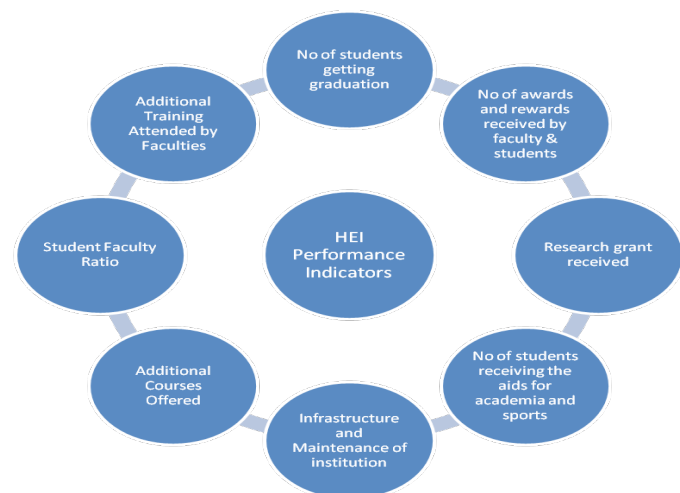 No of students
getting
graduation
No of awards
and rewards
received by
faculty &
students
Research grant
received
No of students
receiving the
aids for
academia and
sports
Infrastructure
and
Maintenance of
institution
Additional
Courses
Offered
Student Faculty
Ratio
Additional
Training
Attended by
Faculties
HEI
Performance
Indicators